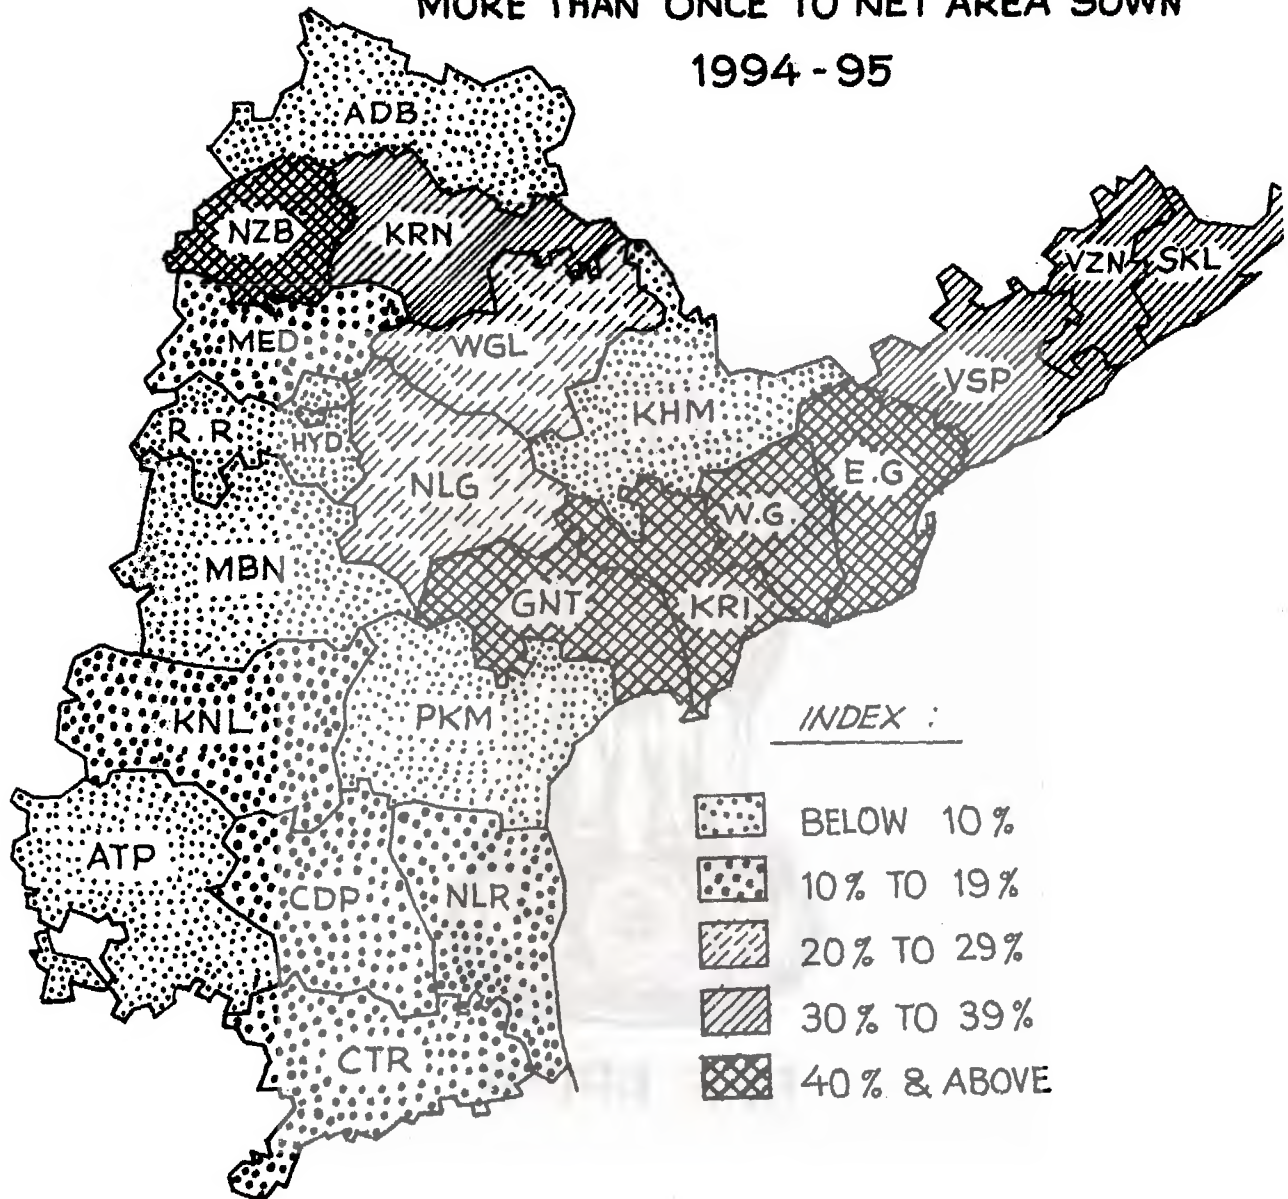 MORE THAN ONCE TO NET AREA SOWN
1994-95
ADB
NZB
KRN
VZN
SKL
MED
WGL
VSP
R.R
HYD
KHM
NLG
E.G
W.G.
MBN
GNT
KRI
KNL
PKM
INDEX :
BELOW 10%
ATP
CDP
NLR
10% TO 19%
20% TO 29%
30% TO 39%
CTR
40% & ABOVE